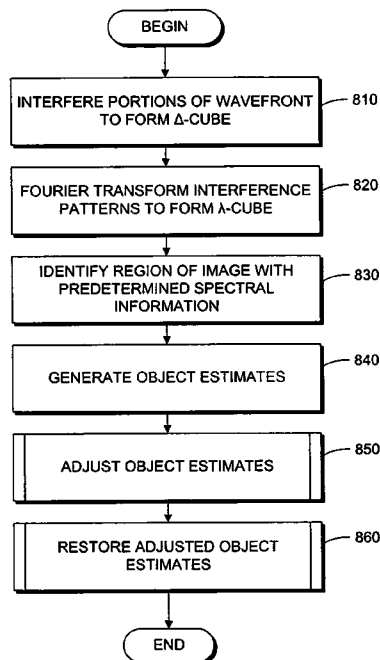 BEGIN
INTERFERE PORTIONS OF WAVEFRONT
TO FORM Δ-CUBE
810
FOURIER TRANSFORM INTERFERENCE
PATTERNS TO FORM λ-CUBE
820
IDENTIFY REGION OF IMAGE WITH
PREDETERMINED SPECTRAL
INFORMATION
830
GENERATE OBJECT ESTIMATES
840
ADJUST OBJECT ESTIMATES
850
RESTORE ADJUSTED OBJECT
ESTIMATES
860
END